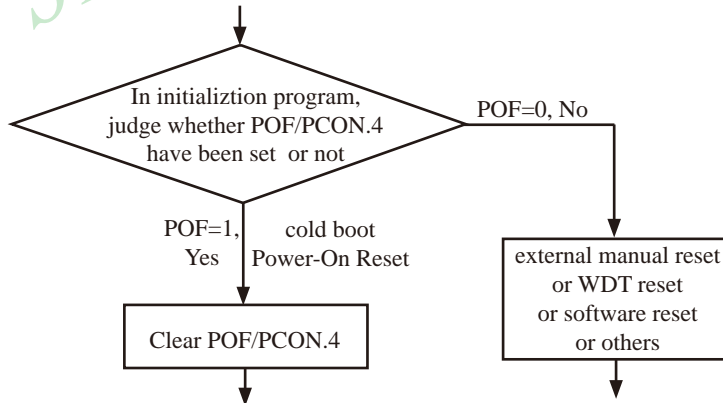 In initializtion program,
judge whether POF/PCON.4
have been set or not
POF=0, No
POF=1,
Yes
cold boot
Power-On Reset
Clear POF/PCON.4
external manual reset
or WDT reset
or software reset
or others